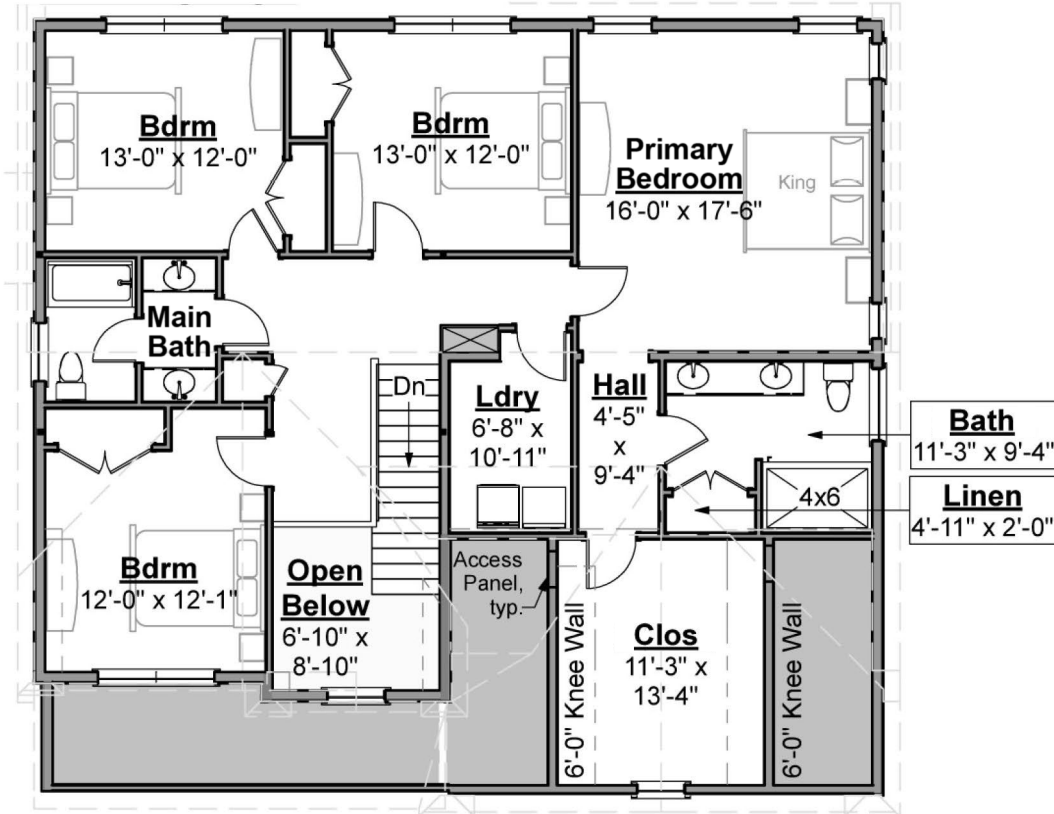 Bdrm
13'-0" x 12'-0"
Bdrm
13'-0" x 12'-0"
Primary
Bedroom
16'-0" x 17'-6"
King
Main
Bath
Dn
Ldry
6'-8" x
10'-11"
Hall
4'-5"
x
9'-4"
Bath
11'-3" x 9'-4"
4x6
Linen
4'-11" x 2'-0"
Bdrm
12'-0" x 12'-1"
Open
Below
6'-10" x
8'-10"
Access
Panel,
typ.
6'-0" Knee Wall
Clos
11'-3" x
13'-4"
6'-0" Knee Wall